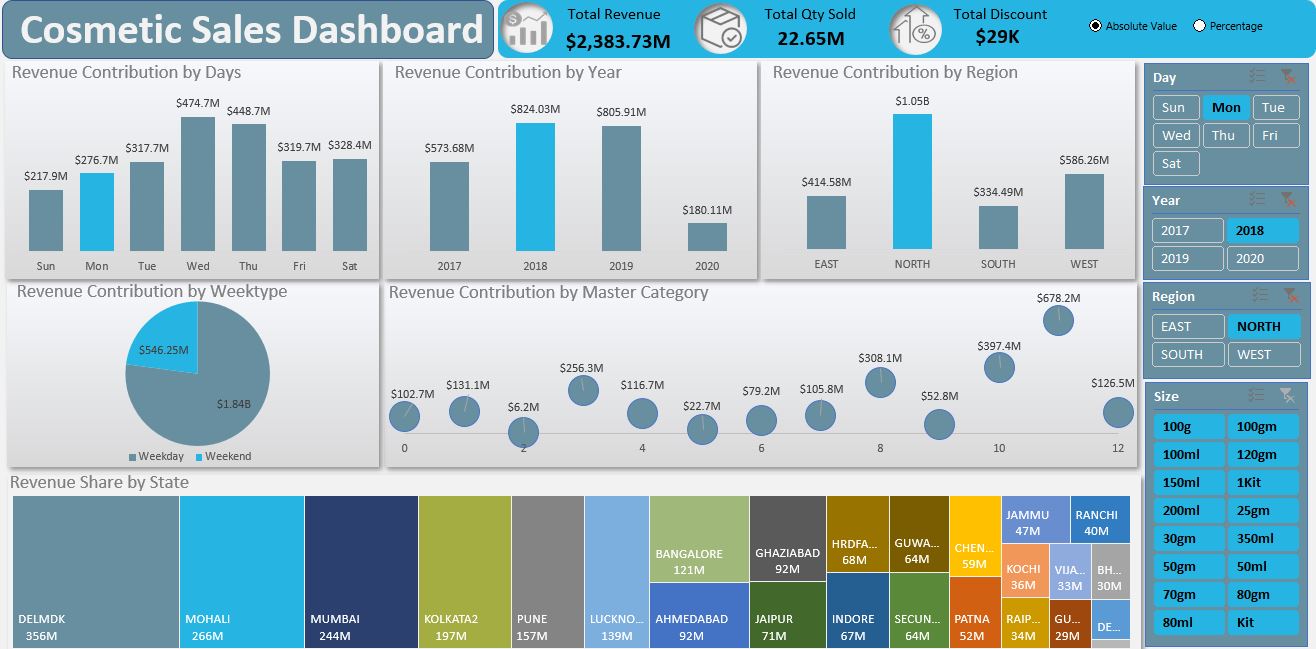 Cosmetic Sales Dashboard
Total Revenue
$2,383.73M
Total Qty Sold
22.65M
Total Discount
$29K
Absolute Value
Percentage
Revenue Contribution by Days
$217.9M
$276.7M
$317.7M
$474.7M
$448.7M
$319.7M
$328.4M
Sun Mon Tue Wed Thu Fri Sat
Revenue Contribution by Year
$573.68M
$824.03M
$805.91M
$180.11M
2017 2018 2019 2020
Revenue Contribution by Region
$414.58M
$1.05B
$334.49M
$586.26M
EAST NORTH SOUTH WEST
Day
Sun Mon Tue
Wed Thu Fri
Sat
Year
2017 2018
2019 2020
Region
EAST NORTH
SOUTH WEST
Size
100g 100gm
100ml 120gm
150ml 1Kit
200ml 25gm
30gm 350ml
50gm 50ml
70gm 80gm
80ml Kit
Revenue Contribution by Weektype
$546.25M
$1.84B
Weekday Weekend
Revenue Contribution by Master Category
$102.7M
$131.1M
$6.2M
$256.3M
$116.7M
$22.7M
$79.2M
$105.8M
$308.1M
$52.8M
$397.4M
$678.2M
$126.5M
0 2 4 6 8 10 12
Revenue Share by State
DELMDK
356M
MOHALI
266M
MUMBAI
244M
KOLKATA2
197M
PUNE
157M
LUCKNO...
139M
BANGALORE
121M
AHMEDABAD
92M
GHAZIABAD
92M
JAIPUR
71M
HRDFA...
68M
INDORE
67M
GUWA...
64M
SECUN...
64M
CHEN...
59M
PATNA
52M
JAMMU
47M
RANCHI
40M
KOCHI
36M
RAIP...
34M
VIJA...
33M
GU...
29M
BH...
30M
DE...